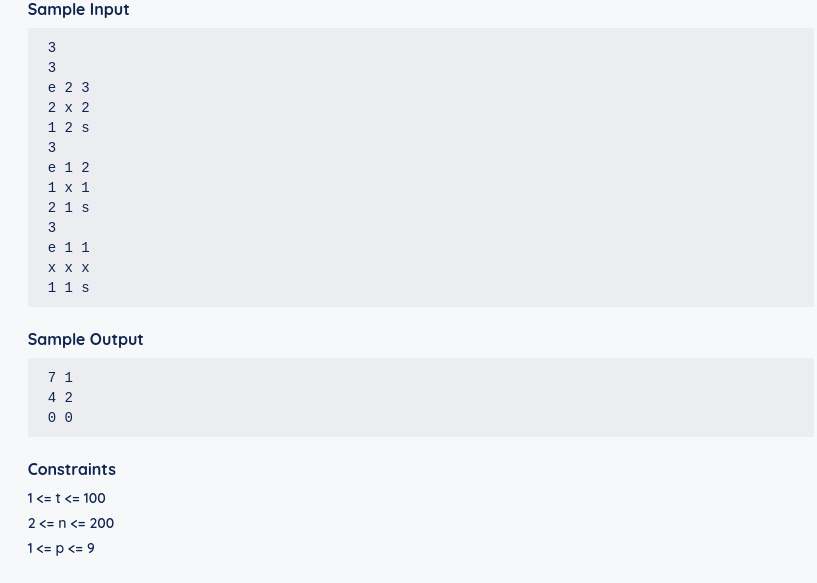 Sample Input
3
3
e 2 3
2 x 2
1 2 s
3
e 1 2
1 x 1
2 1 s
3
e 1 1
x x x
1 1 s
Sample Output
7 1
4 2
0 0
Constraints
1 <= t <= 100
2 <= n <= 200
1 <= p <= 9